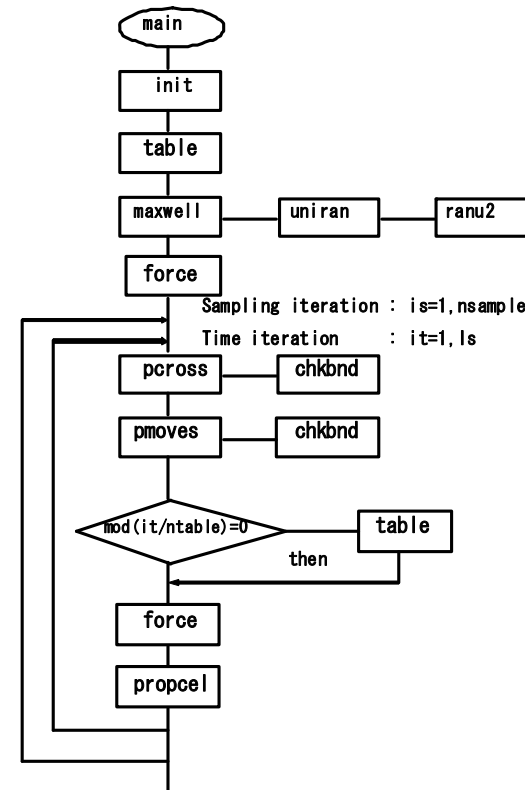 main
init
table
maxwell uniran ranu2
force
Sampling iteration : is=1,nsample
Time iteration : it=1,ls
pcross chkbnd
pmoves chkbnd
mod(it/ntable)=0 table
then
force
propcel